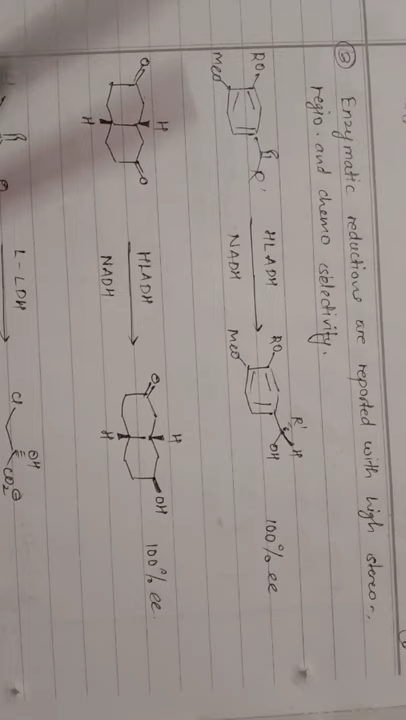 ② Enzymatic reductions are reported with high stereo-,
regio. and chemo selectivity.
RO MeO O R' HLADH NADH RO MeO R' H OH 100% ee
O H H O HLADH NADH O H H OH 100% ee
L-LDH Cl OH CO2⊖